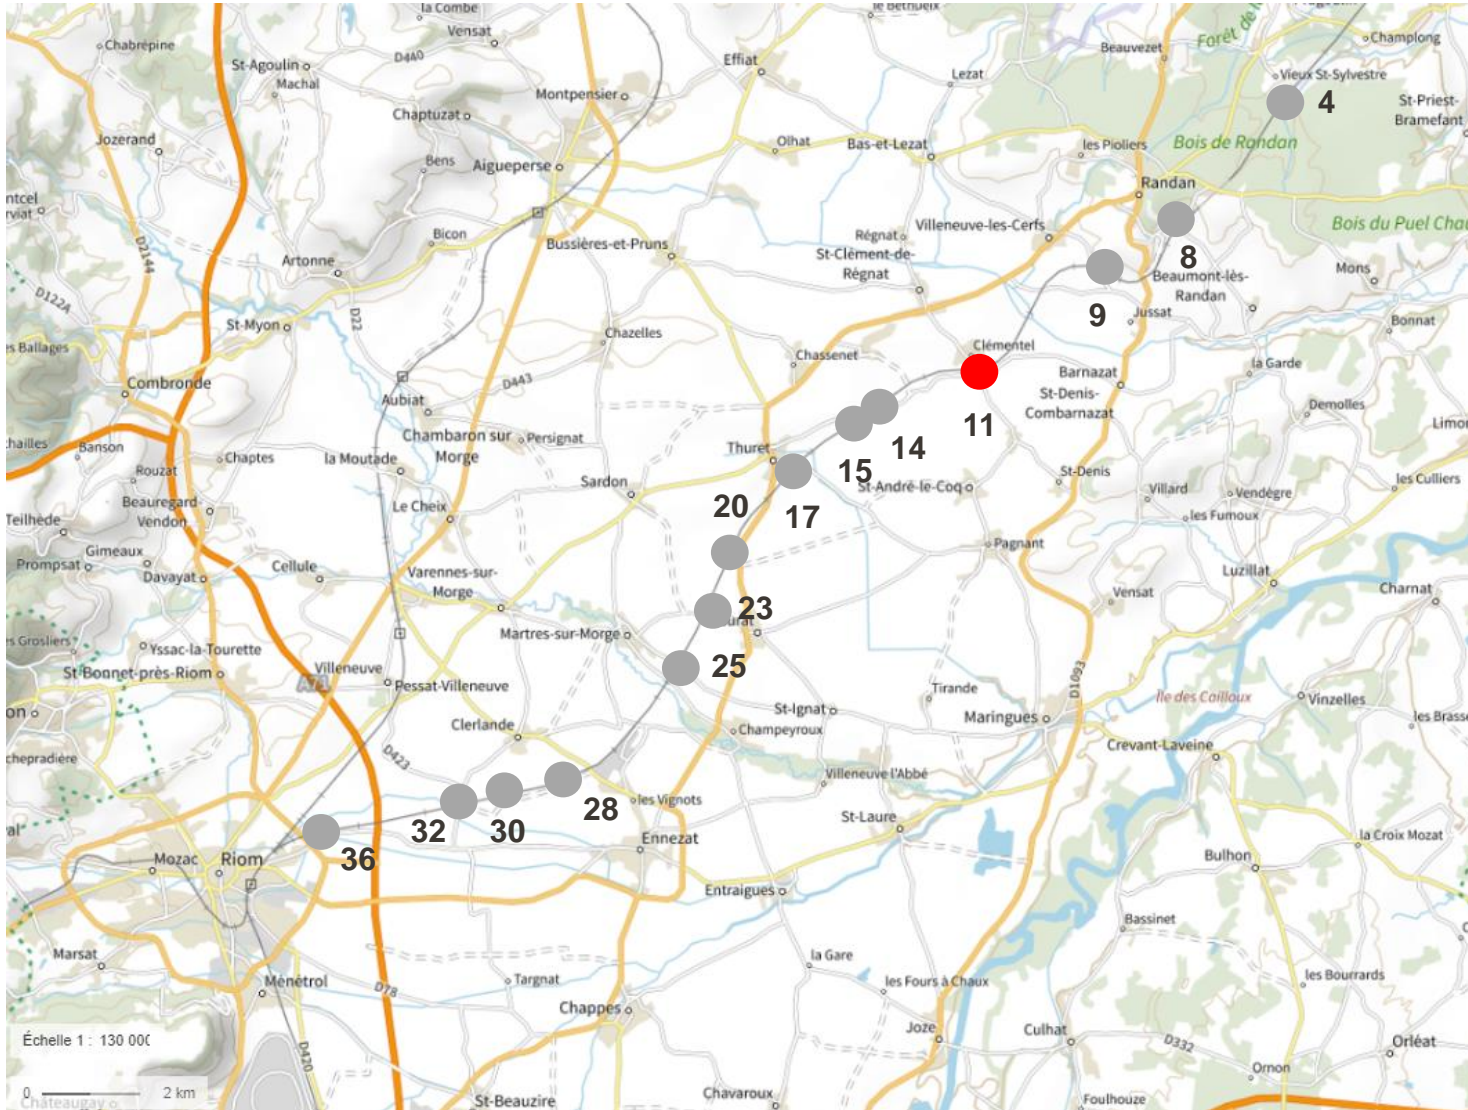 la Combe
Vensat
Chabrépine
St-Agoulin
D440
Machal
Effiat
Lezat
Beauvezet
Champlong
Vieux St-Sylvestre
4
St-Priest-
Bramefant
Montpensier
Chaptuzat
Jozerand
Olhat
Bas-et-Lezat
les Pioliers
Bois de Randan
Bens
Aigueperse
Randan
Bois du Puel Chau
Villeneuve-les-Cerfs
Régnat
St-Clément-de-
Régnat
Bicon
Bussières-et-Pruns
8
D2144
Artonne
Mons
Beaumont-lès-
Randan
D122A
9
Jussat
D22
St-Myon
Chazelles
Bonnat
es Ballages
Clémentel
Chassenet
la Garde
Barnazat
Combronde
D443
St-Denis-
Combarnazat
Aubiat
Demolles
11
14
Chambaron sur
Morge
Persignat
Banson
Chaptes
la Moutade
Thuret
15
St-Denis
Rouzat
Sardon
St-André-le-Coq
les Culliers
Villard
Vendègre
Beauregard-
Vendon
Le Cheix
20
17
les Fumoux
Teilhède
Gimeaux
Pagnant
Prompsat
Davayat
Cellule
Varennes-sur-
Morge
Luzillat
Charnat
Vensat
23
Martres-sur-Morge
es Grosliers
Yssac-la-Tourette
St-Bonnet-près-Riom
Villeneuve
25
A71
Pessat-Villeneuve
Tirande
D1093
Île des Cailloux
Vinzelles
St-Ignat
Maringues
Clerlande
Champeyroux
Crevant-Laveine
D423
Villeneuve l'Abbé
28
les Vignots
32
30
St-Laure
la Croix Mozat
36
Ennezat
Mozac
Riom
Bulhon
Entraigues
Bassinet
Marsat
la Gare
Ménétrol
Targnat
les Fours à Chaux
les Bourrards
D78
Chappes
Joze
Culhat
D332
Orléat
Échelle 1 : 130 000
D420
Ornon
0
2 km
Châteaugay
St-Beauzire
Chavaroux
Foulhouze